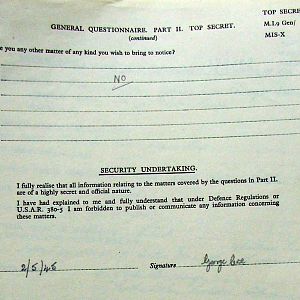 TOP SECRE
GENERAL QUESTIONNAIRE. PART II. TOP SECRET.
M.I.9 Gen/
(continued)
MIS-X
e you any other matter of any kind you wish to bring to notice?
NO
SECURITY UNDERTAKING.
I fully realise that all information relating to the matters covered by the questions in Part II.
are of a highly secret and official nature.
I have had explained to me and fully understand that under Defence Regulations or
U.S.A.R. 380-5 I am forbidden to publish or communicate any information concerning
these matters.
2/5/45
Signature
George